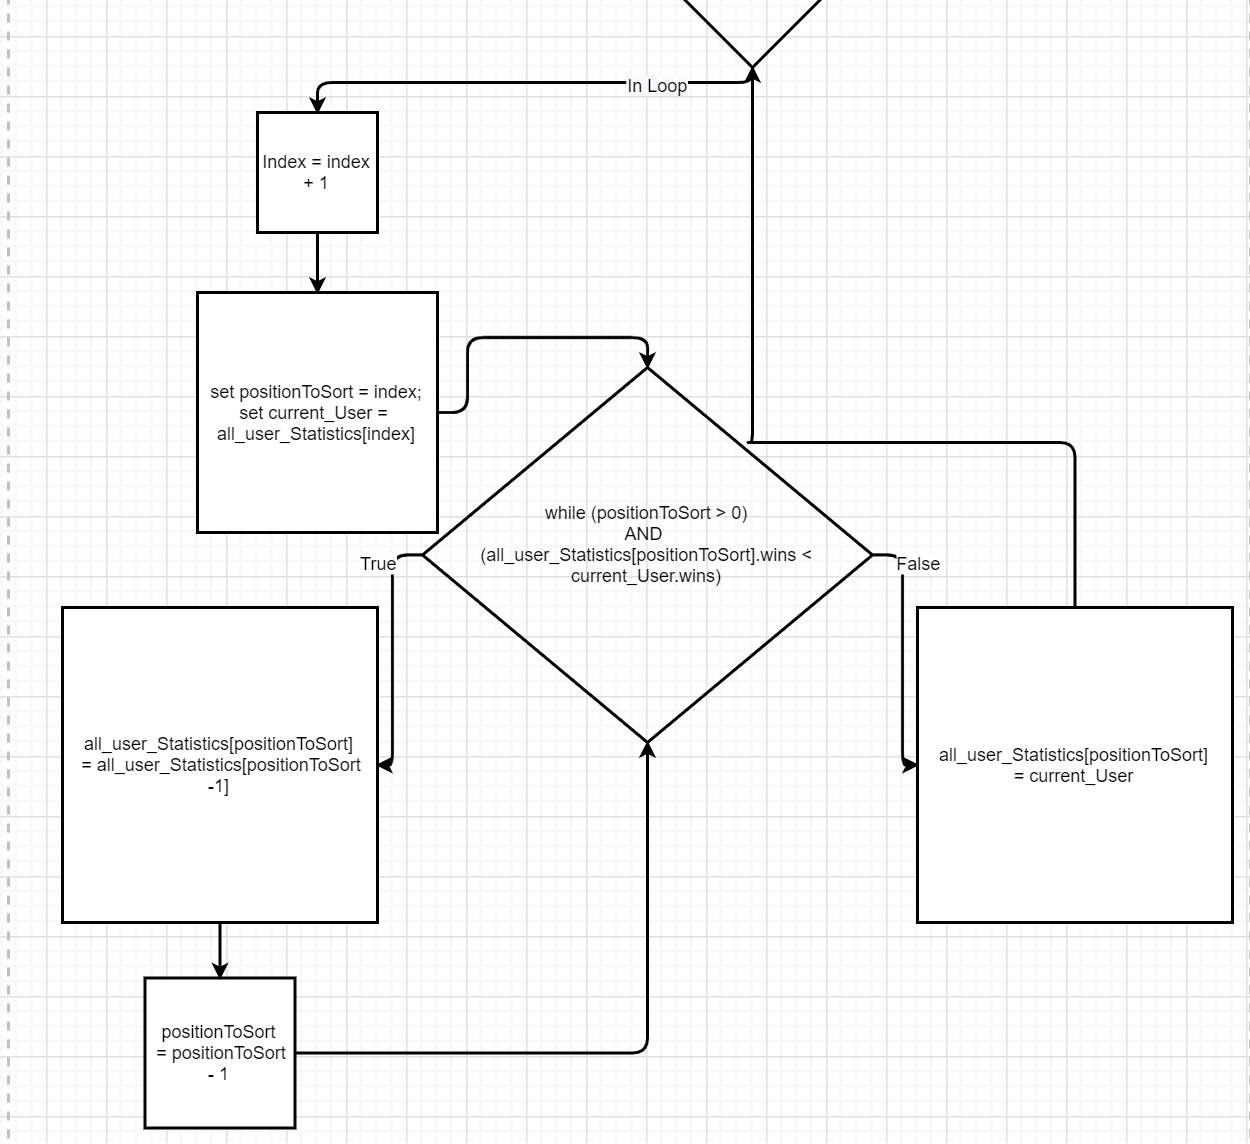 In Loop
Index = index
+ 1
set positionToSort = index;
set current_User =
all_user_Statistics[index]
while (positionToSort > 0)
AND
(all_user_Statistics[positionToSort].wins <
current_User.wins)
True
False
all_user_Statistics[positionToSort]
= all_user_Statistics[positionToSort
-1]
all_user_Statistics[positionToSort]
= current_User
positionToSort
= positionToSort
- 1